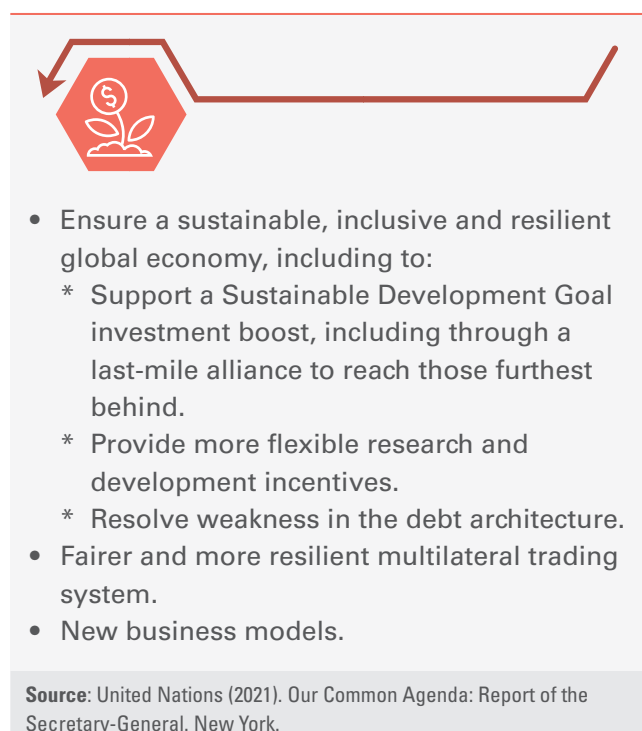 $
• Ensure a sustainable, inclusive and resilient
global economy, including to:
* Support a Sustainable Development Goal
investment boost, including through a
last-mile alliance to reach those furthest
behind.
* Provide more flexible research and
development incentives.
* Resolve weakness in the debt architecture.
• Fairer and more resilient multilateral trading
system.
• New business models.
Source: United Nations (2021). Our Common Agenda: Report of the
Secretary-General. New York.